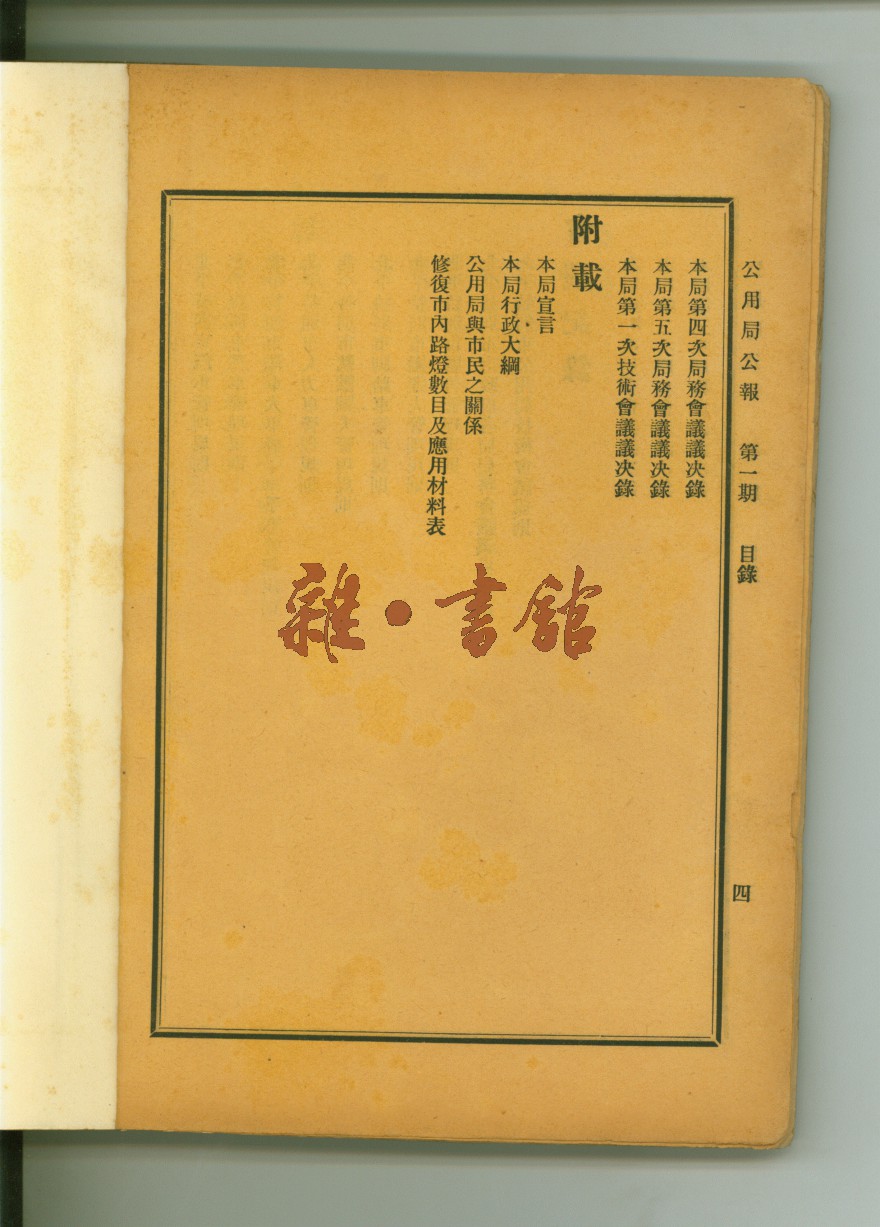 公用局公報　第一期　目錄
四
本局第四次局務會議議決錄
本局第五次局務會議議決錄
本局第一次技術會議議決錄
附載
本局宣言
本局行政大綱
公用局與市民之關係
修復市內路燈數目及應用材料表
雜·書館